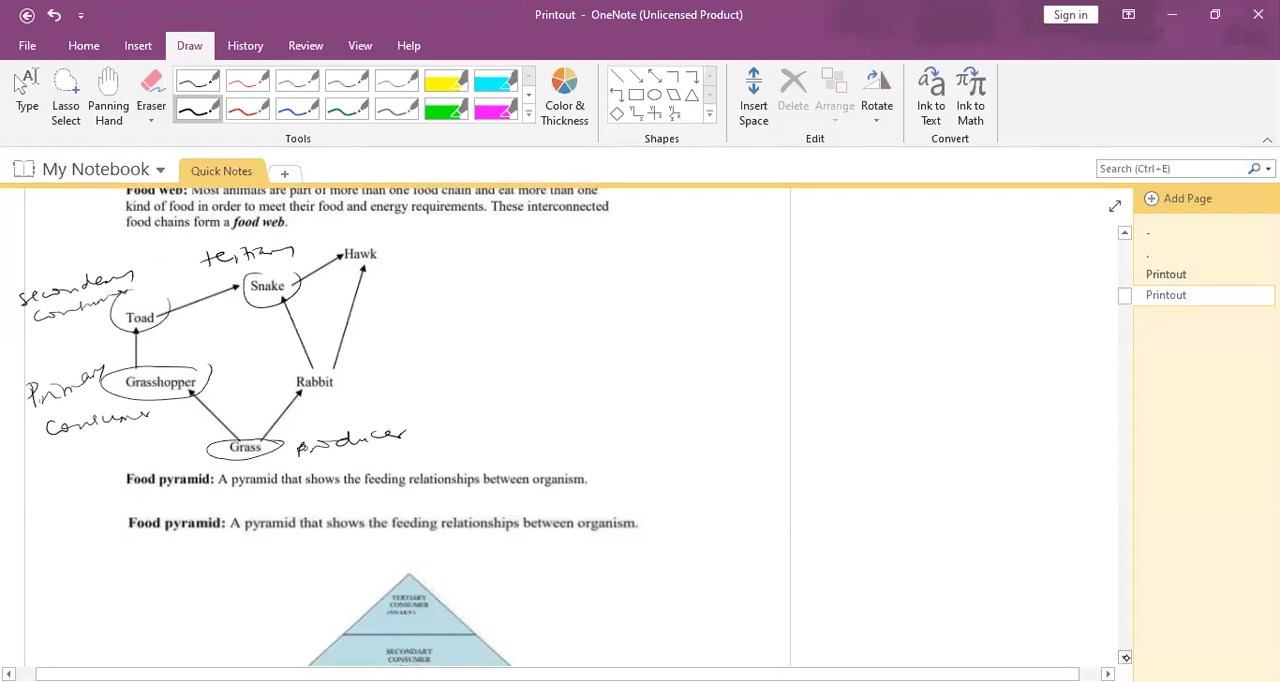 Printout - OneNote (Unlicensed Product)
Sign in
File Home Insert Draw History Review View Help
Type
Lasso Select
Panning Hand
Eraser
Color & Thickness
Insert Space
Delete
Arrange
Rotate
Ink to Text
Ink to Math
Tools
Shapes
Edit
Convert
My Notebook
Quick Notes
Search (Ctrl+E)
Add Page
-
.
Printout
Printout
Food web: Most animals are part of more than one food chain and eat more than one
kind of food in order to meet their food and energy requirements. These interconnected
food chains form a food web.
tertiary
Hawk
secondary
consumer
Snake
Toad
Primary
consumer
Grasshopper
Rabbit
Grass
producer
Food pyramid: A pyramid that shows the feeding relationships between organism.
Food pyramid: A pyramid that shows the feeding relationships between organism.
TERTIARY
CONSUMER
(SNAKE)
SECONDARY
CONSUMER